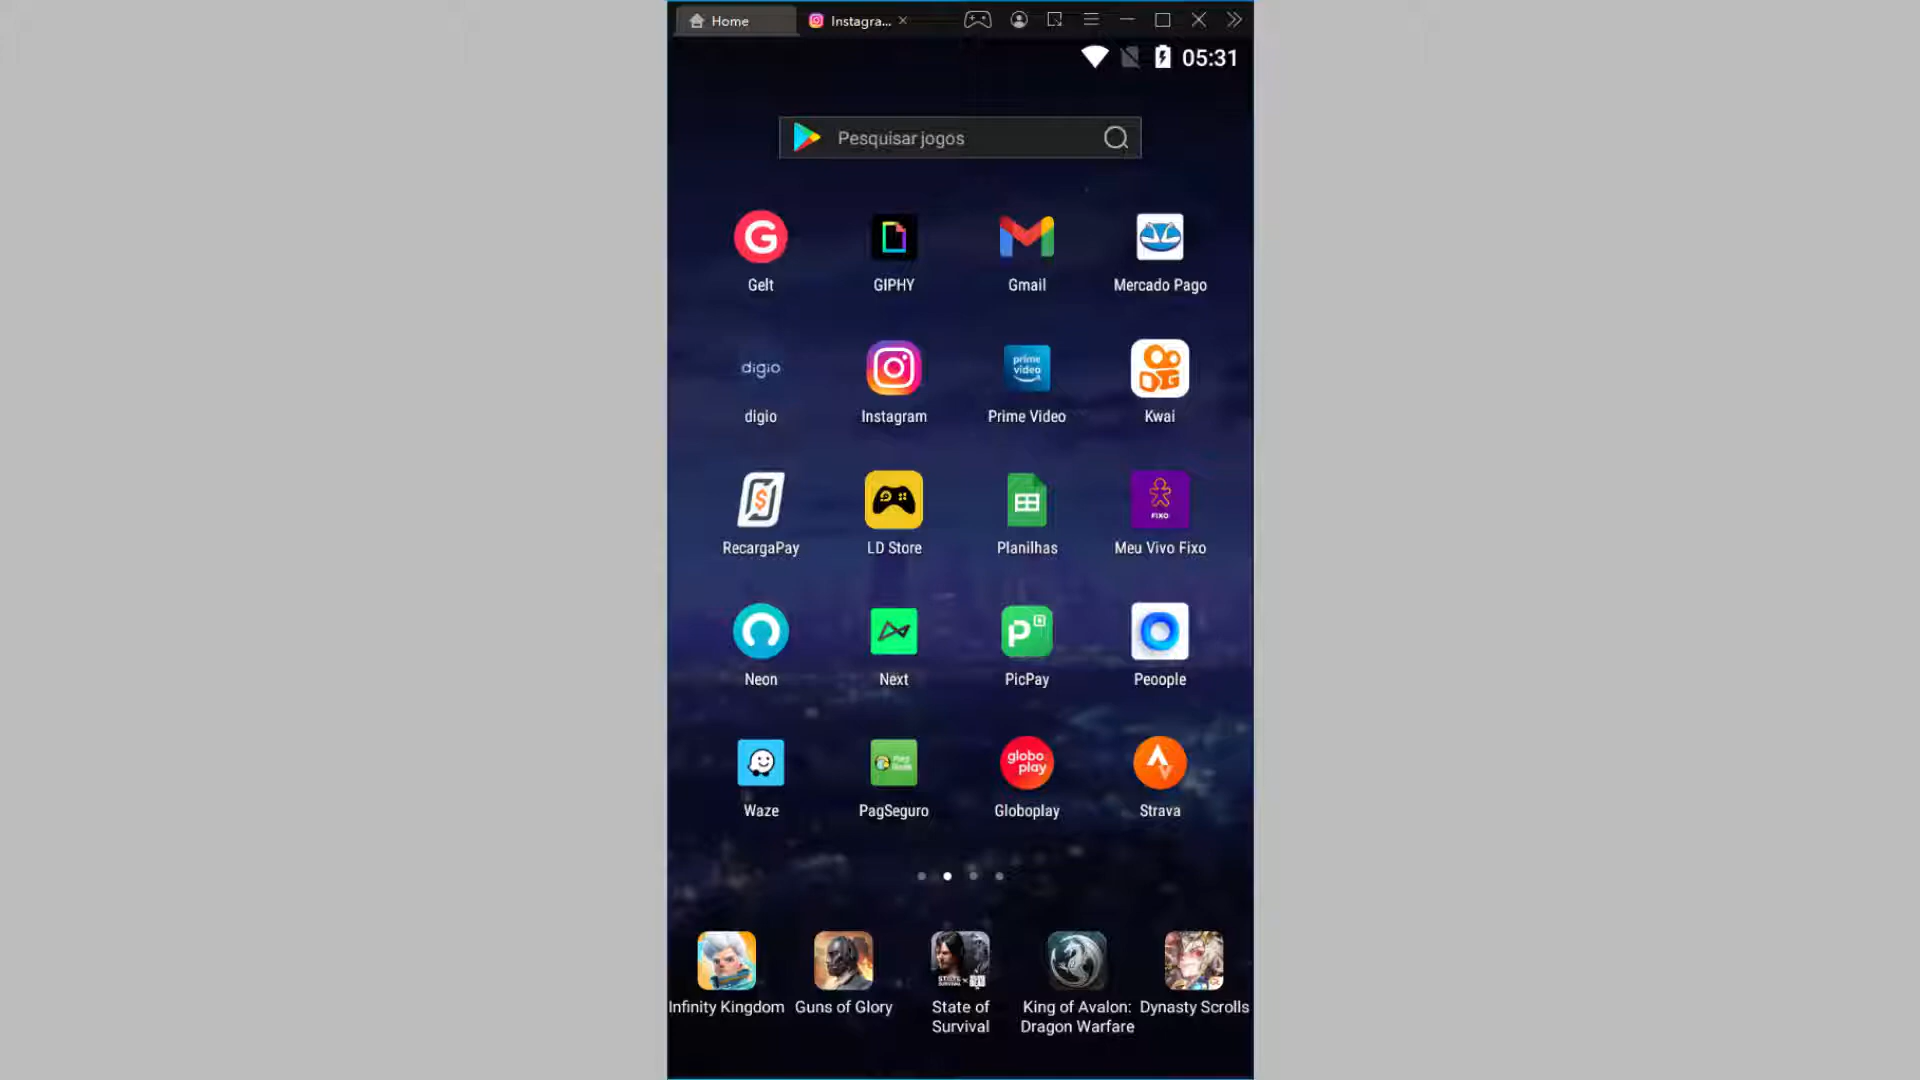 Home
Instagra...
05:31
Pesquisar jogos
Gelt
GIPHY
Gmail
Mercado Pago
digio
digio
Instagram
prime
video
Prime Video
Kwai
RecargaPay
LD Store
Planilhas
FIXO
Meu Vivo Fixo
Neon
Next
PicPay
Peoople
Waze
PagSeguro
globo
play
Globoplay
Strava
Infinity Kingdom
Guns of Glory
State of
Survival
King of Avalon:
Dragon Warfare
Dynasty Scrolls